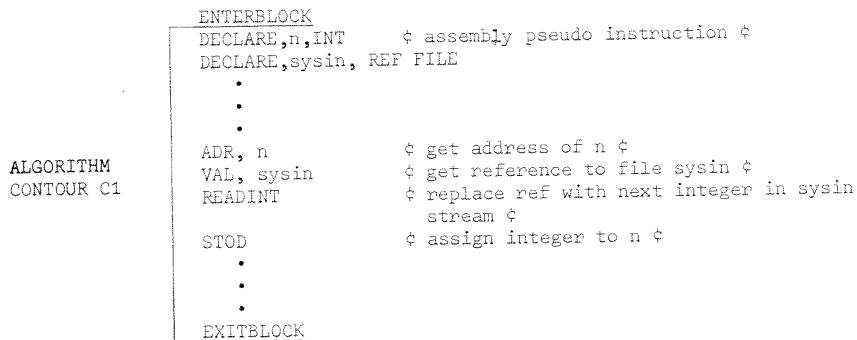 ENTERBLOCK
DECLARE,n,INT ¢ assembly pseudo instruction ¢
DECLARE,sysin, REF FILE
ADR, n ¢ get address of n ¢
ALGORITHM VAL, sysin ¢ get reference to file sysin ¢
CONTOUR C1 READINT ¢ replace ref with next integer in sysin
stream ¢
STOD ¢ assign integer to n ¢
EXITBLOCK